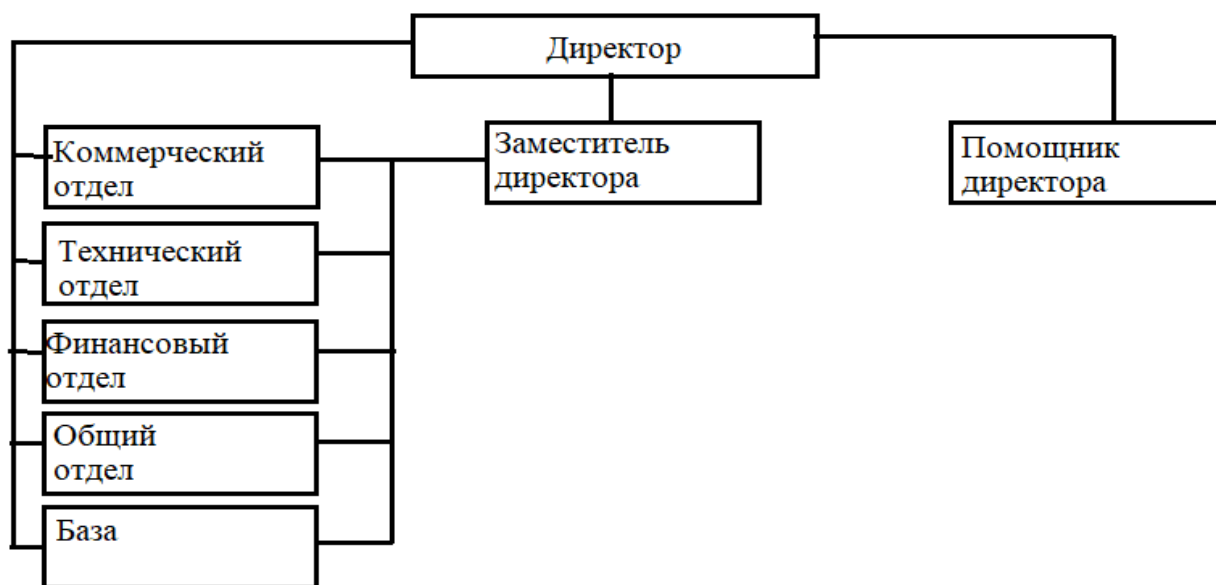 Директор
Заместитель
директора
Помощник
директора
Коммерческий
отдел
Технический
отдел
Финансовый
отдел
Общий
отдел
База